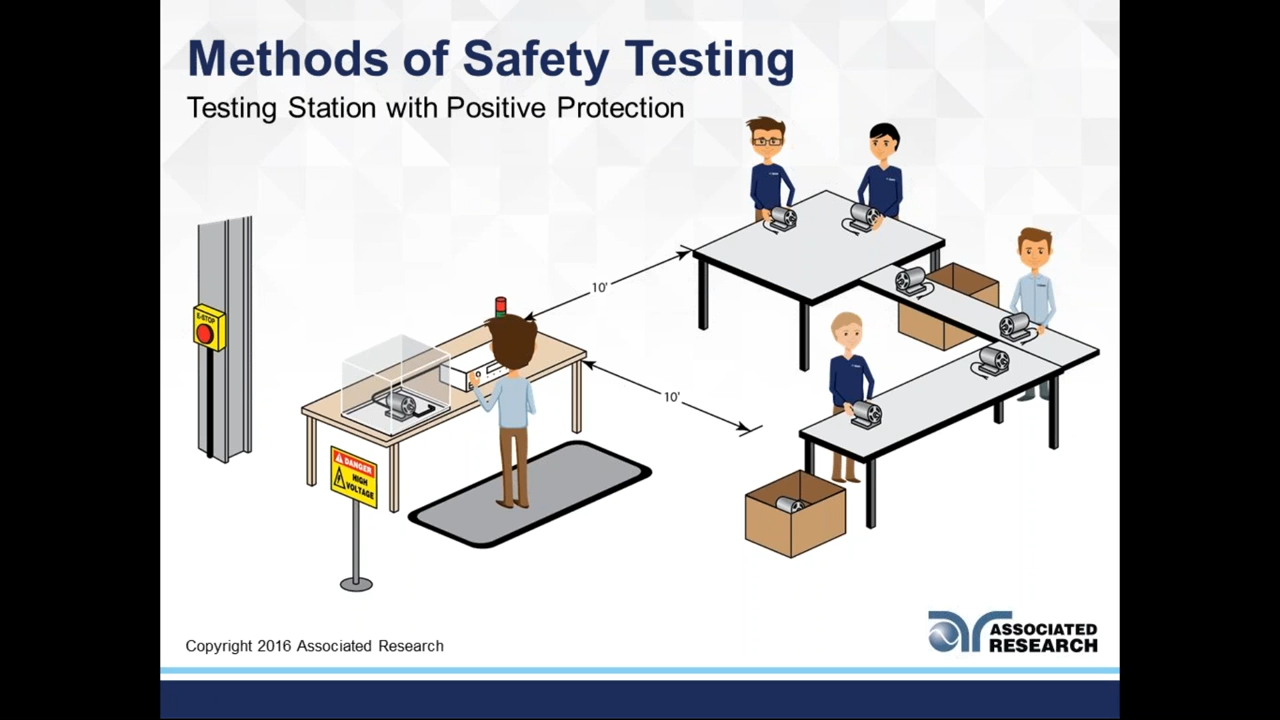 Methods of Safety Testing
Testing Station with Positive Protection
E-STOP
10'
10'
DANGER
HIGH
VOLTAGE
Copyright 2016 Associated Research
ar
ASSOCIATED
RESEARCH